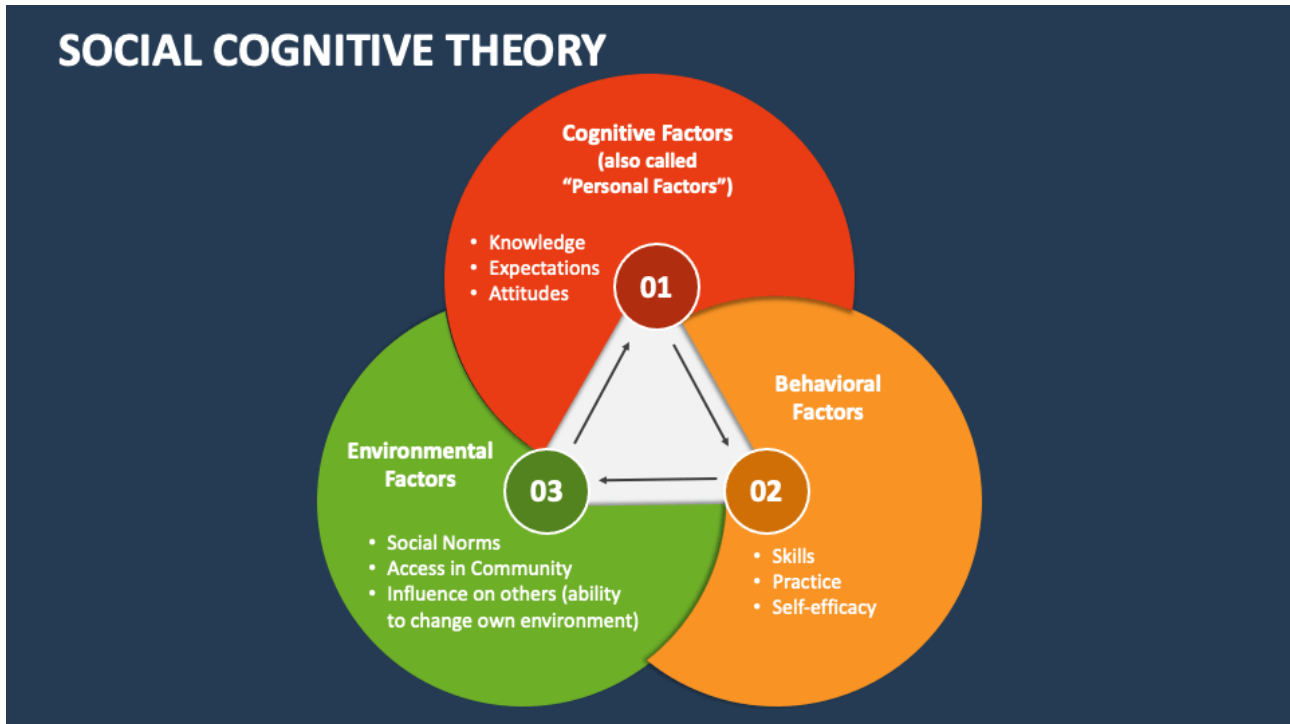 SOCIAL COGNITIVE THEORY
Cognitive Factors
(also called
“Personal Factors”)
• Knowledge
• Expectations
• Attitudes
01
Behavioral
Factors
02
• Skills
• Practice
• Self-efficacy
Environmental
Factors
03
• Social Norms
• Access in Community
• Influence on others (ability
to change own environment)